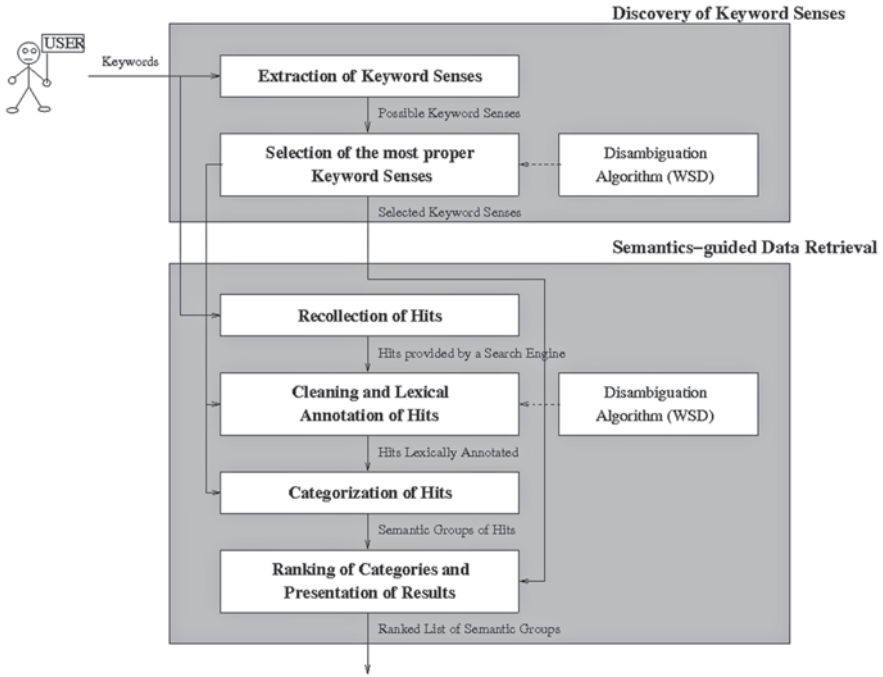 Discovery of Keyword Senses
USER
Keywords
Extraction of Keyword Senses
Possible Keyword Senses
Selection of the most proper
Keyword Senses
Disambiguation
Algorithm (WSD)
Selected Keyword Senses
Semantics-guided Data Retrieval
Recollection of Hits
Hits provided by a Search Engine
Cleaning and Lexical
Annotation of Hits
Disambiguation
Algorithm (WSD)
Hits Lexically Annotated
Categorization of Hits
Semantic Groups of Hits
Ranking of Categories and
Presentation of Results
Ranked List of Semantic Groups